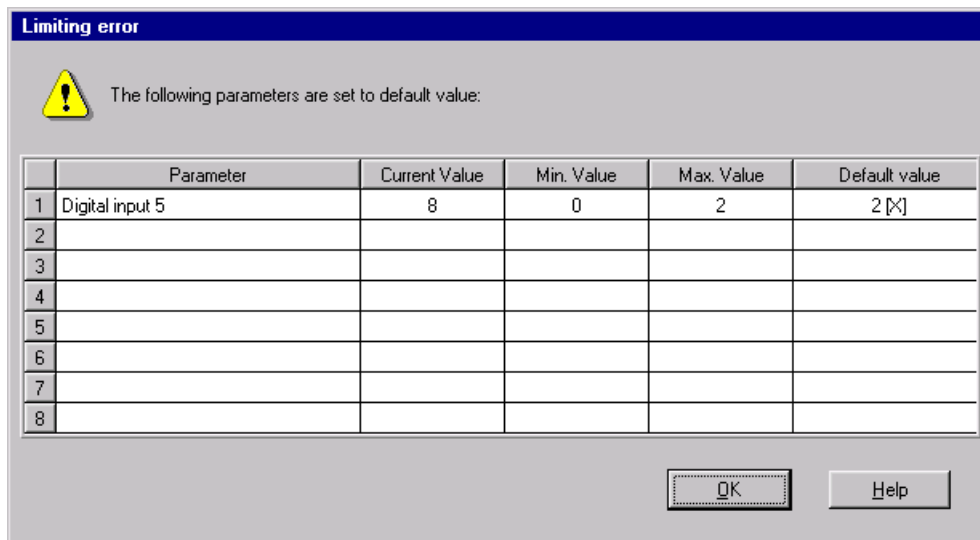 Limiting error
The following parameters are set to default value:
Parameter Current Value Min. Value Max. Value Default value
1 Digital input 5 8 0 2 2 [X]
2
3
4
5
6
7
8
OK Help